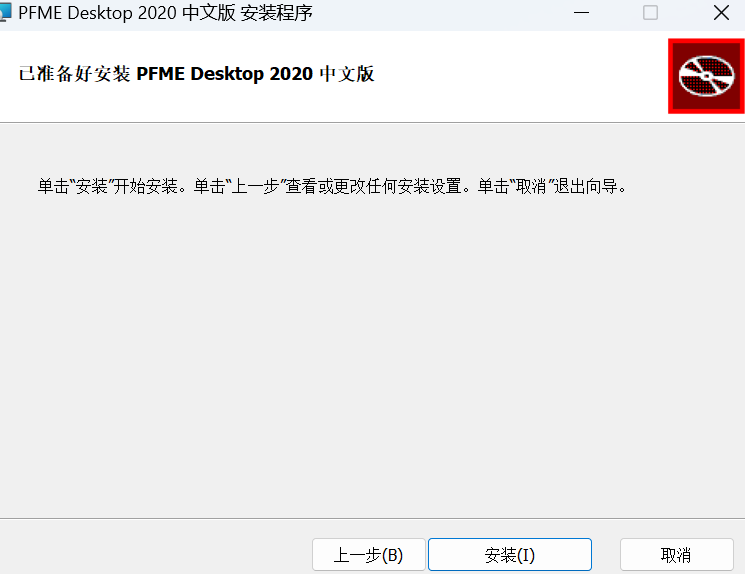 PFME Desktop 2020 中文版 安装程序
已准备好安装 PFME Desktop 2020 中文版
单击“安装”开始安装。单击“上一步”查看或更改任何安装设置。单击“取消”退出向导。
上一步(B)
安装(I)
取消